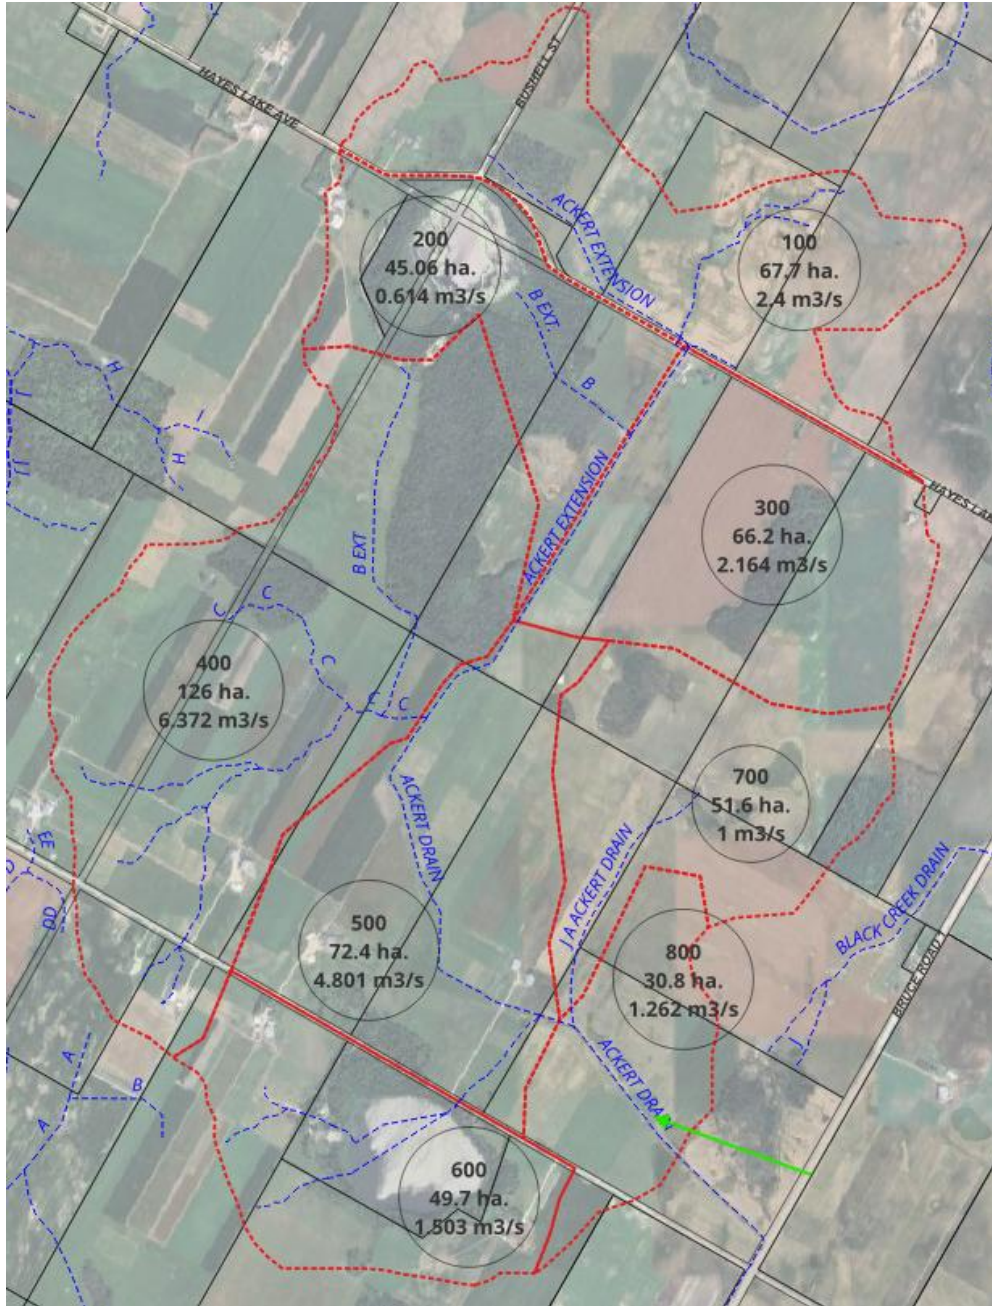 BUSHELL ST
HAYES LAKE AVE
ACKERT EXTENSION
200
45.06 ha.
0.614 m3/s
100
67.7 ha.
2.4 m3/s
B EXT.
B
H
I
H
J
ACKERT EXTENSION
HAYES LAK
300
66.2 ha.
2.164 m3/s
B EXT
C
C
C
C
C
400
126 ha.
6.372 m3/s
ACKERT DRAIN
700
51.6 ha.
1 m3/s
EE
D
DD
J A ACKERT DRAIN
BLACK CREEK DRAIN
500
72.4 ha.
4.801 m3/s
800
30.8 ha.
1.262 m3/s
BRUCE ROAD
J
A
B
A
ACKERT DRA
600
49.7 ha.
1.503 m3/s